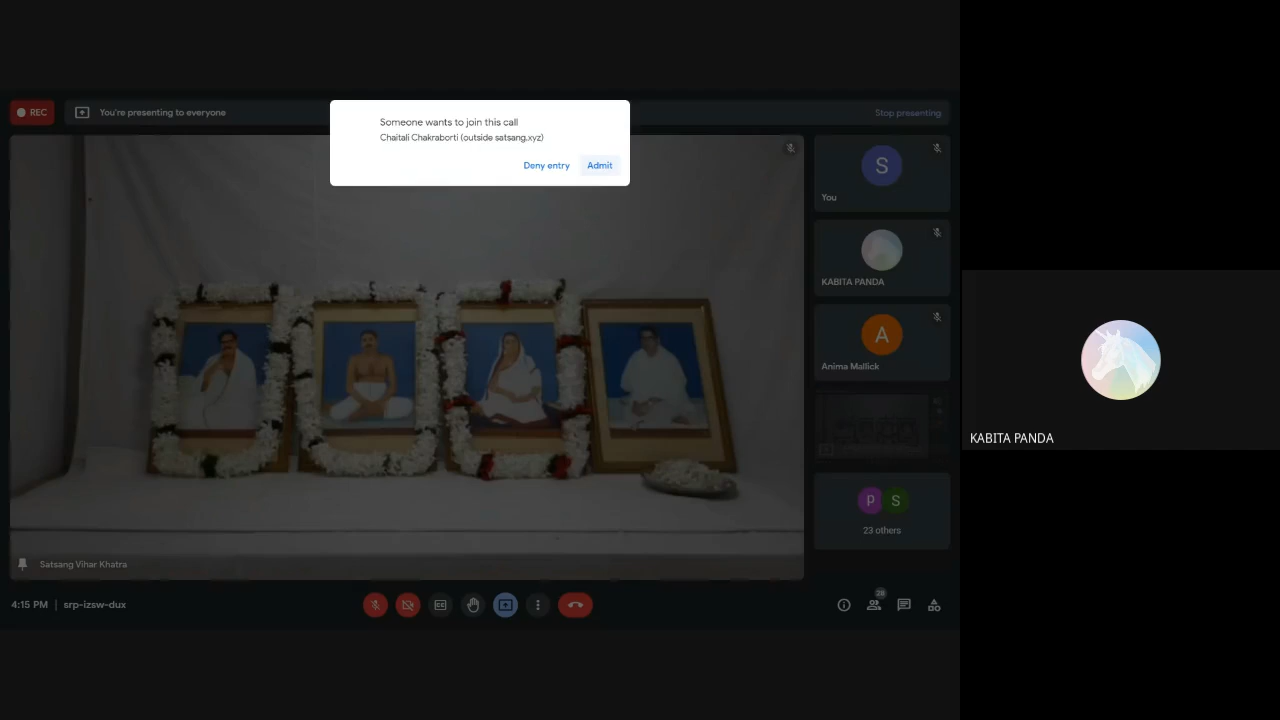 REC
You're presenting to everyone
Stop presenting
Someone wants to join this call
Chaitali Chakraborti (outside satsang.xyz)
Deny entry
Admit
S
You
KABITA PANDA
A
Anima Mallick
P
S
23 others
Satsang Vihar Khatra
4:15 PM | srp-izsw-dux
CC
28
KABITA PANDA